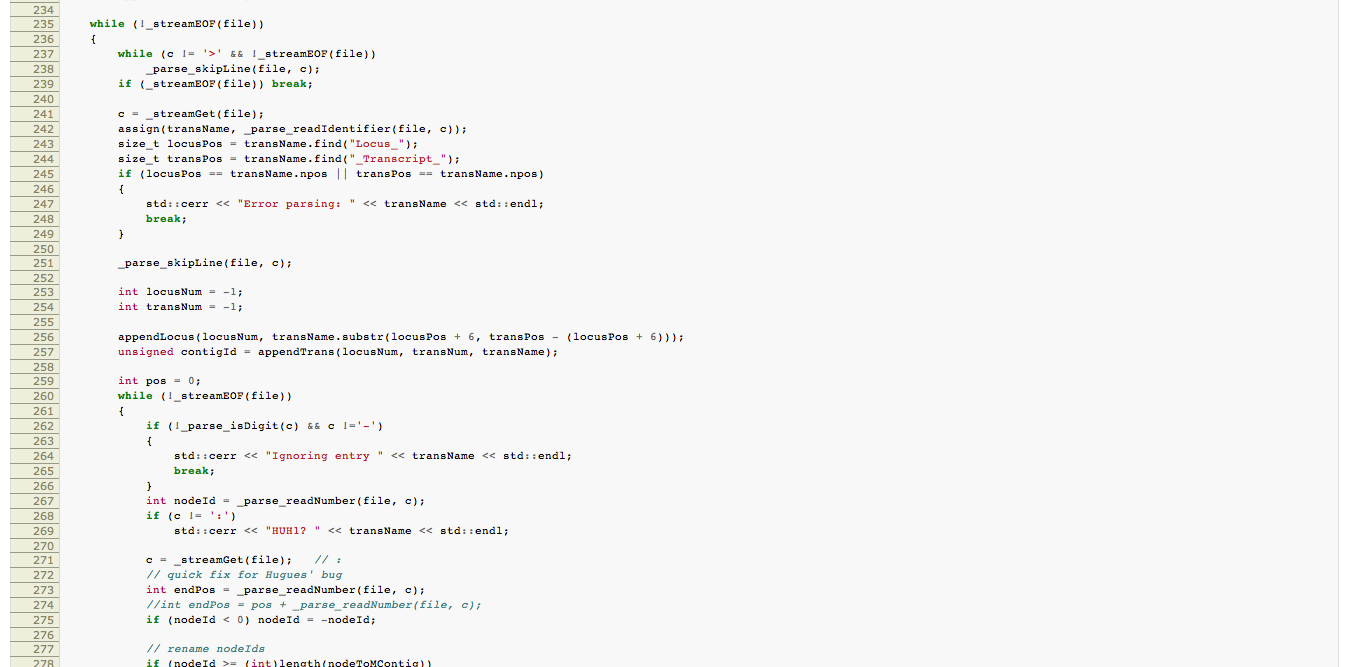 234
235 while (!_streamEOF(file))
236 {
237 while (c != '>' && !_streamEOF(file))
238 _parse_skipLine(file, c);
239 if (_streamEOF(file)) break;
240
241 c = _streamGet(file);
242 assign(transName, _parse_readIdentifier(file, c));
243 size_t locusPos = transName.find("Locus_");
244 size_t transPos = transName.find("_Transcript_");
245 if (locusPos == transName.npos || transPos == transName.npos)
246 {
247 std::cerr << "Error parsing: " << transName << std::endl;
248 break;
249 }
250
251 _parse_skipLine(file, c);
252
253 int locusNum = -1;
254 int transNum = -1;
255
256 appendLocus(locusNum, transName.substr(locusPos + 6, transPos - (locusPos + 6)));
257 unsigned contigId = appendTrans(locusNum, transNum, transName);
258
259 int pos = 0;
260 while (!_streamEOF(file))
261 {
262 if (!_parse_isDigit(c) && c !='-')
263 {
264 std::cerr << "Ignoring entry " << transName << std::endl;
265 break;
266 }
267 int nodeId = _parse_readNumber(file, c);
268 if (c != ':')
269 std::cerr << "HUH1? " << transName << std::endl;
270
271 c = _streamGet(file); // :
272 // quick fix for Hugues' bug
273 int endPos = _parse_readNumber(file, c);
274 //int endPos = pos + _parse_readNumber(file, c);
275 if (nodeId < 0) nodeId = -nodeId;
276
277 // rename nodeIds
278 if (nodeId >= (int)length(nodeToMContig))